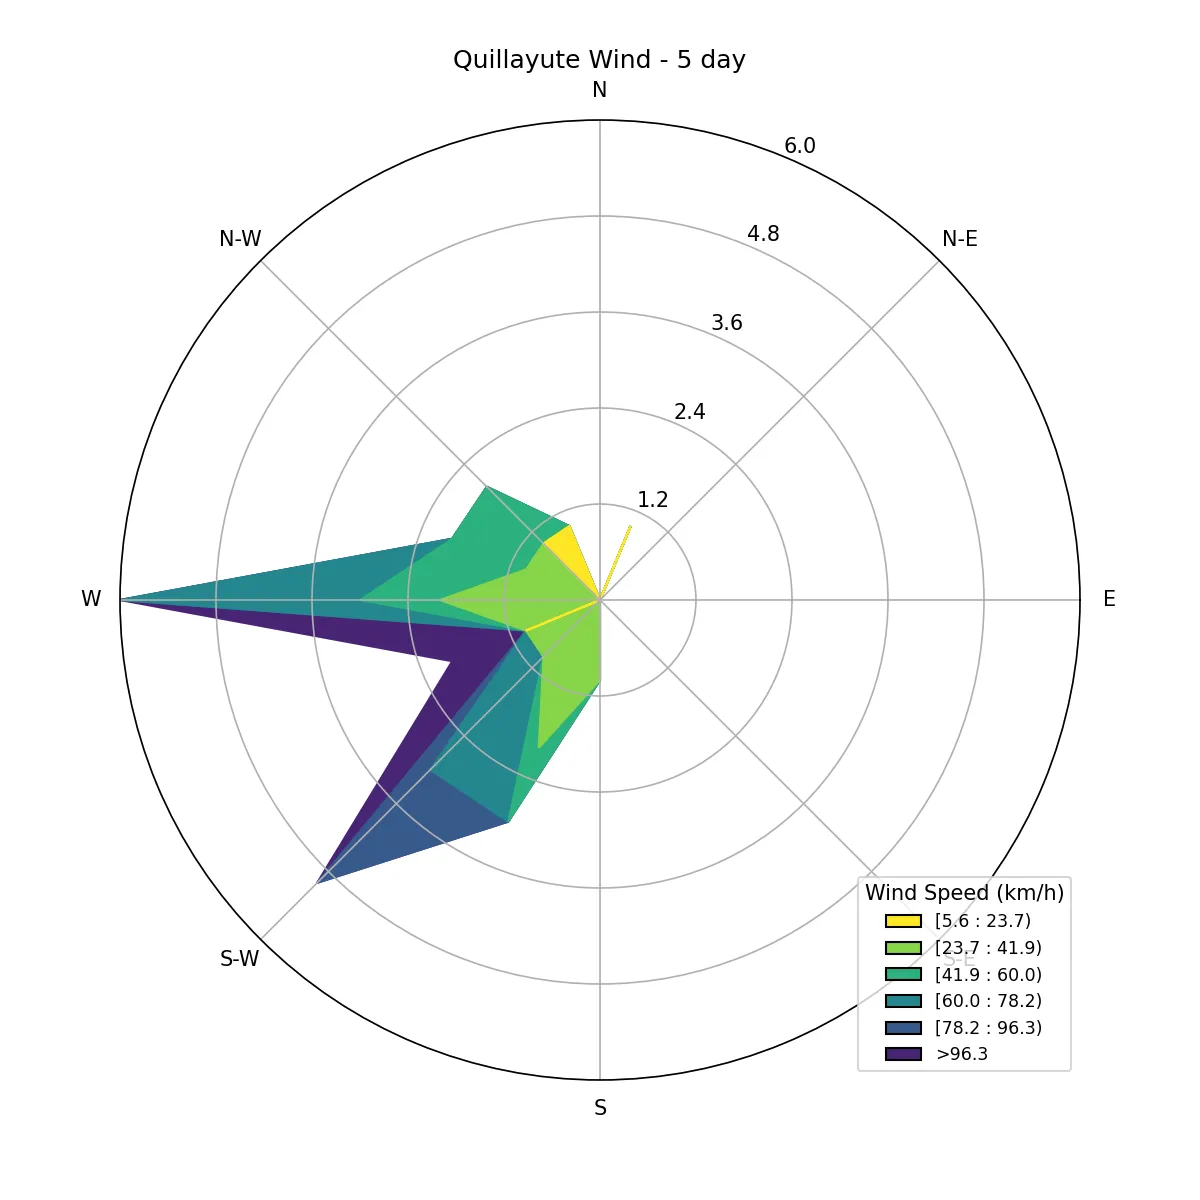 Quillayute Wind - 5 day
N
6.0
N-W
N-E
4.8
3.6
2.4
1.2
W
E
S-W
S-E
S
Wind Speed (km/h)
[5.6 : 23.7)
[23.7 : 41.9)
[41.9 : 60.0)
[60.0 : 78.2)
[78.2 : 96.3)
>96.3